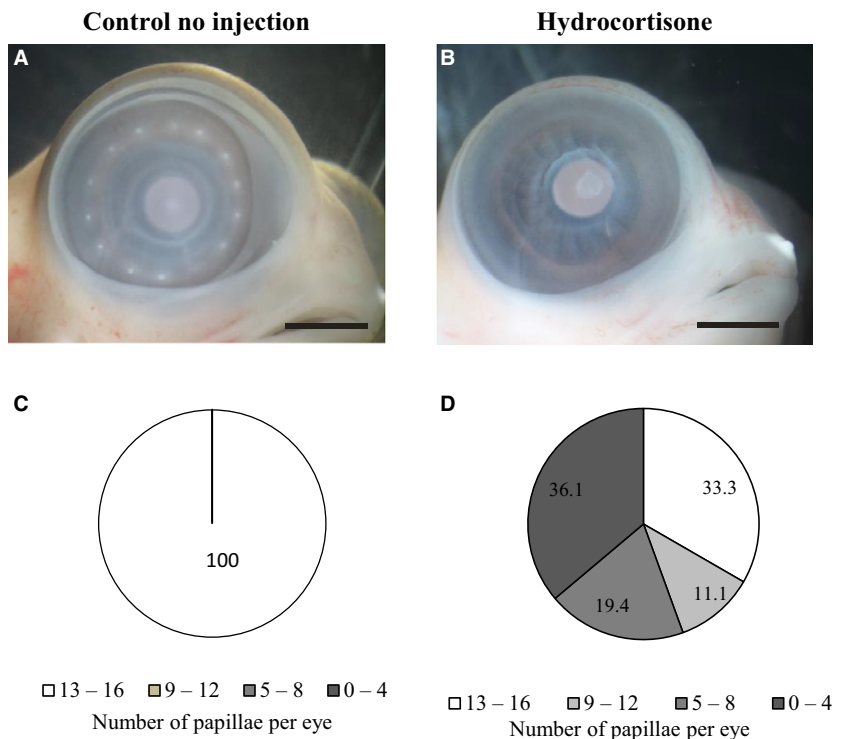 Control no injection
Hydrocortisone
A
B
C
D
100
36.1
33.3
19.4
11.1
13 – 16 9 – 12 5 – 8 0 – 4
Number of papillae per eye
13 – 16 9 – 12 5 – 8 0 – 4
Number of papillae per eye